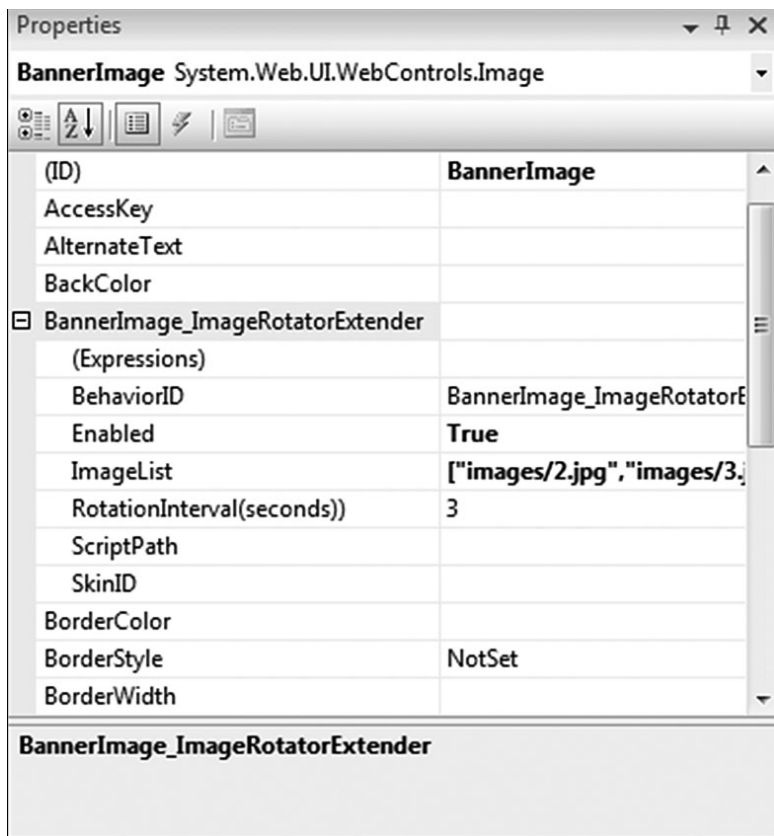 Properties
BannerImage System.Web.UI.WebControls.Image
(ID) BannerImage
AccessKey
AlternateText
BackColor
BannerImage_ImageRotatorExtender
(Expressions)
BehaviorID BannerImage_ImageRotatorE
Enabled True
ImageList ["images/2.jpg","images/3.j
RotationInterval(seconds)) 3
ScriptPath
SkinID
BorderColor
BorderStyle NotSet
BorderWidth
BannerImage_ImageRotatorExtender